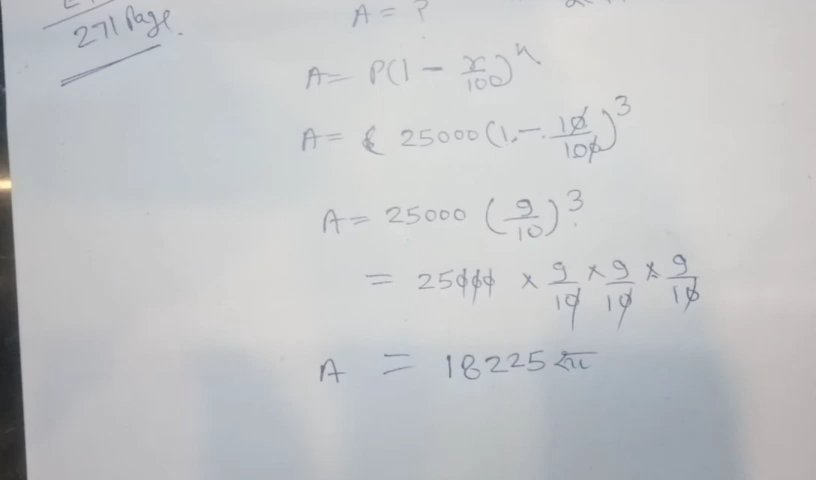 271 Page.
A = ?
A = P(1 - r/100)^n
A = 25000 (1 - 10/100)^3
A = 25000 (9/10)^3
= 25000 × 9/10 × 9/10 × 9/10
A = 18225 रू